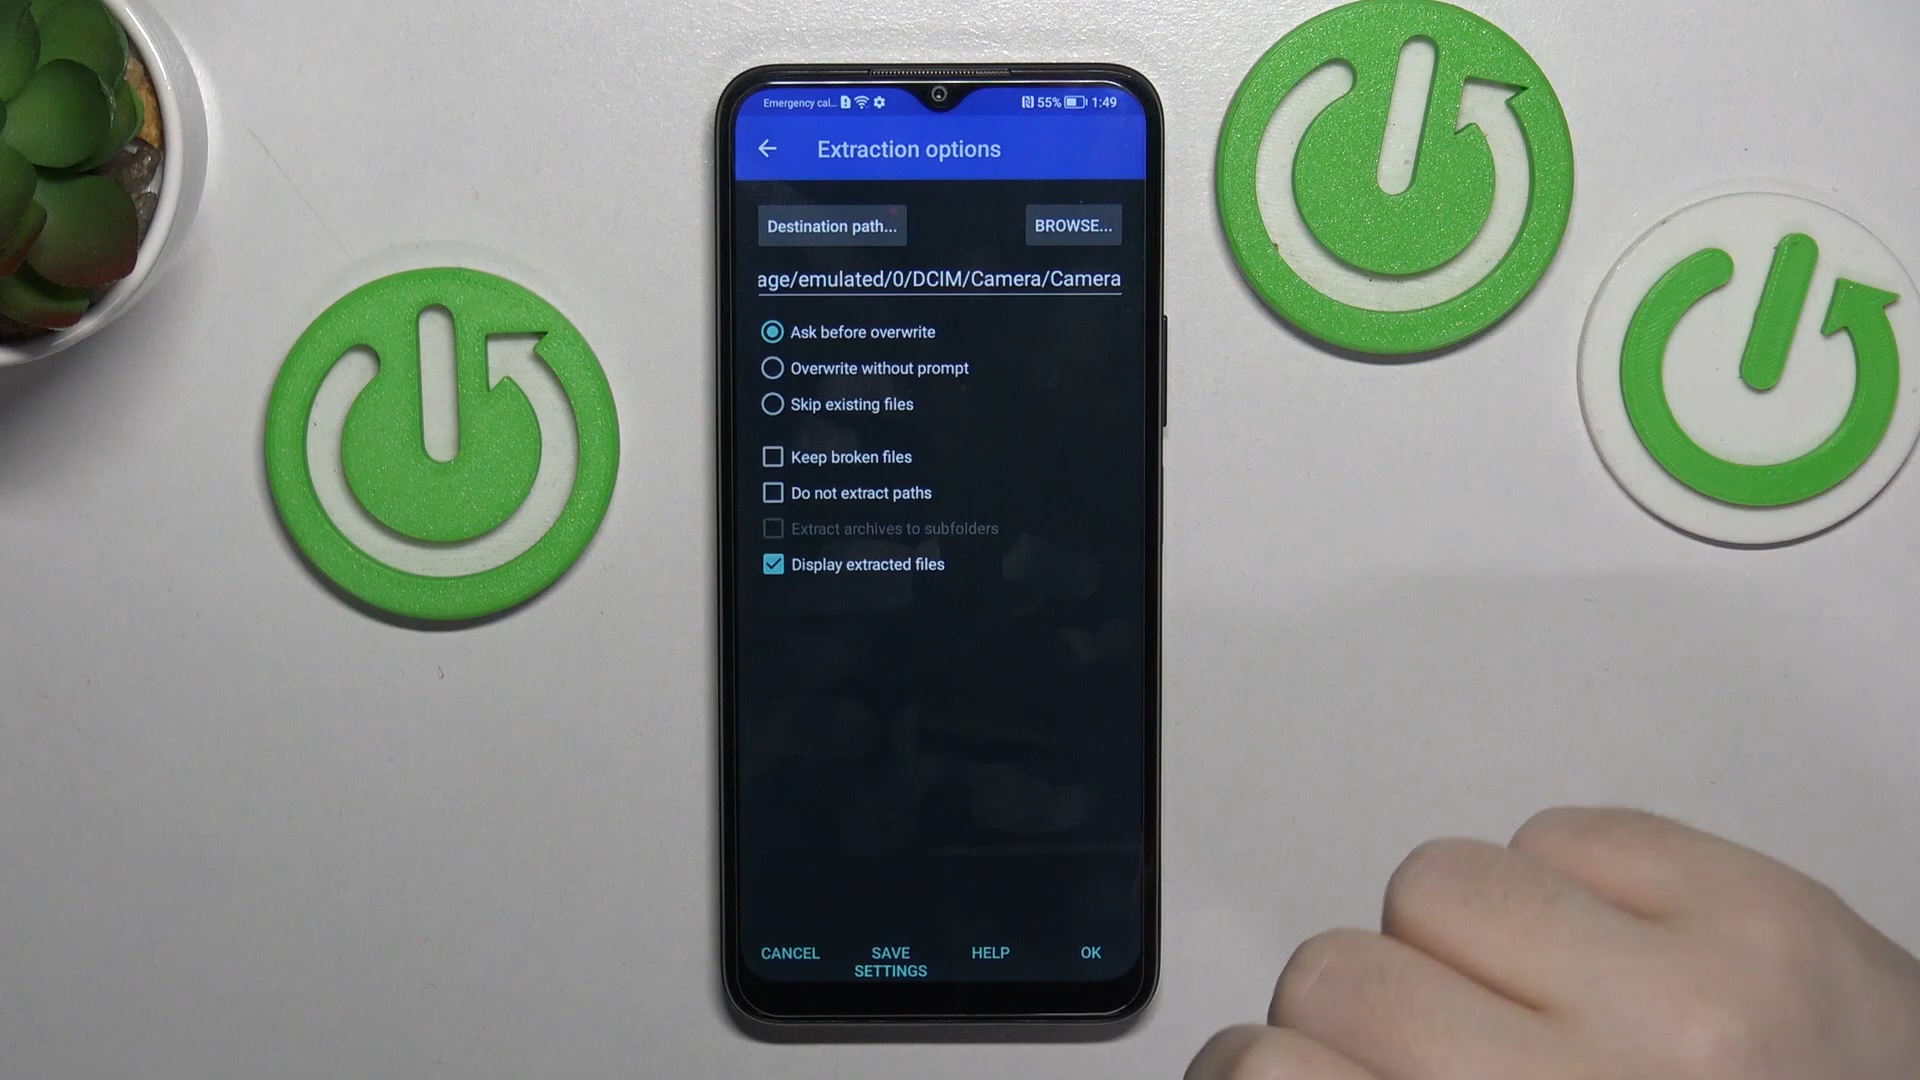 Emergency cal... 55% 1:49
Extraction options
Destination path... BROWSE...
age/emulated/0/DCIM/Camera/Camera
Ask before overwrite
Overwrite without prompt
Skip existing files
Keep broken files
Do not extract paths
Extract archives to subfolders
Display extracted files
CANCEL SAVE SETTINGS HELP OK